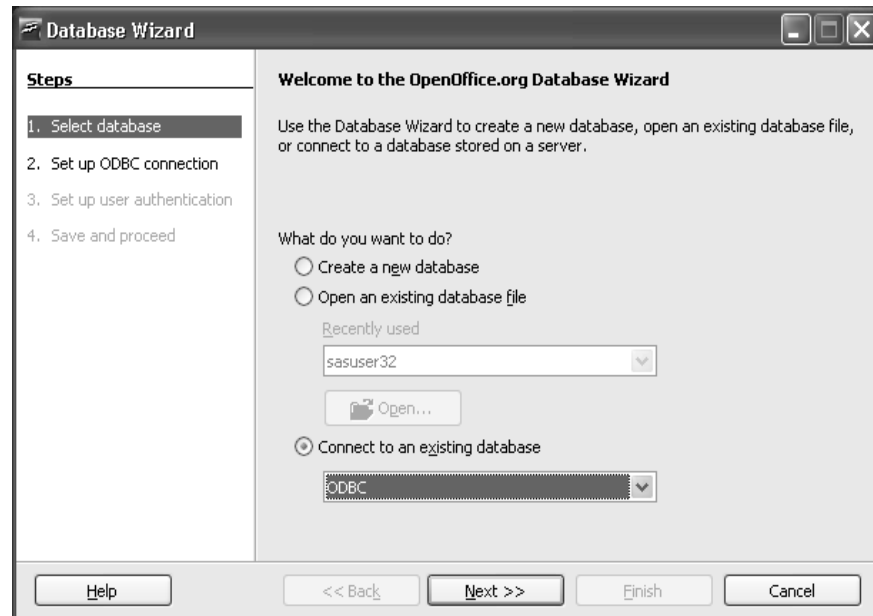 Database Wizard
Steps
1. Select database
2. Set up ODBC connection
3. Set up user authentication
4. Save and proceed
Welcome to the OpenOffice.org Database Wizard
Use the Database Wizard to create a new database, open an existing database file,
or connect to a database stored on a server.
What do you want to do?
Create a new database
Open an existing database file
Recently used
sasuser32
Open...
Connect to an existing database
ODBC
Help
<< Back
Next >>
Finish
Cancel